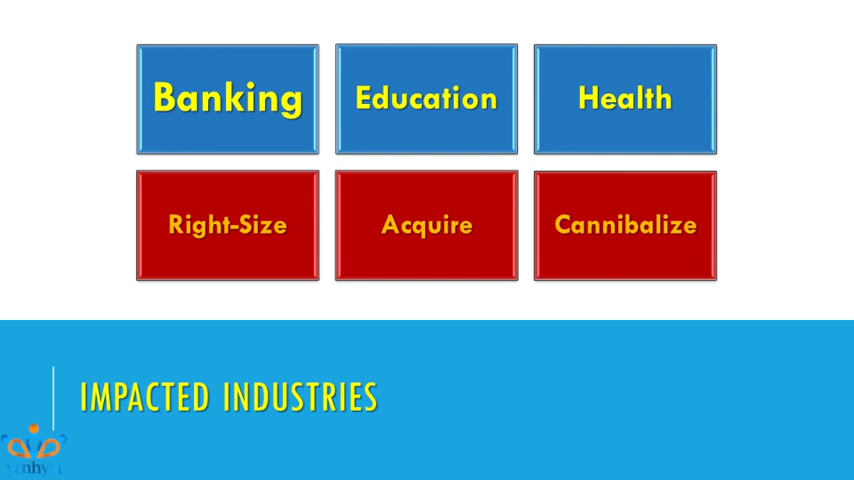 Banking
Education
Health
Right-Size
Acquire
Cannibalize
IMPACTED INDUSTRIES